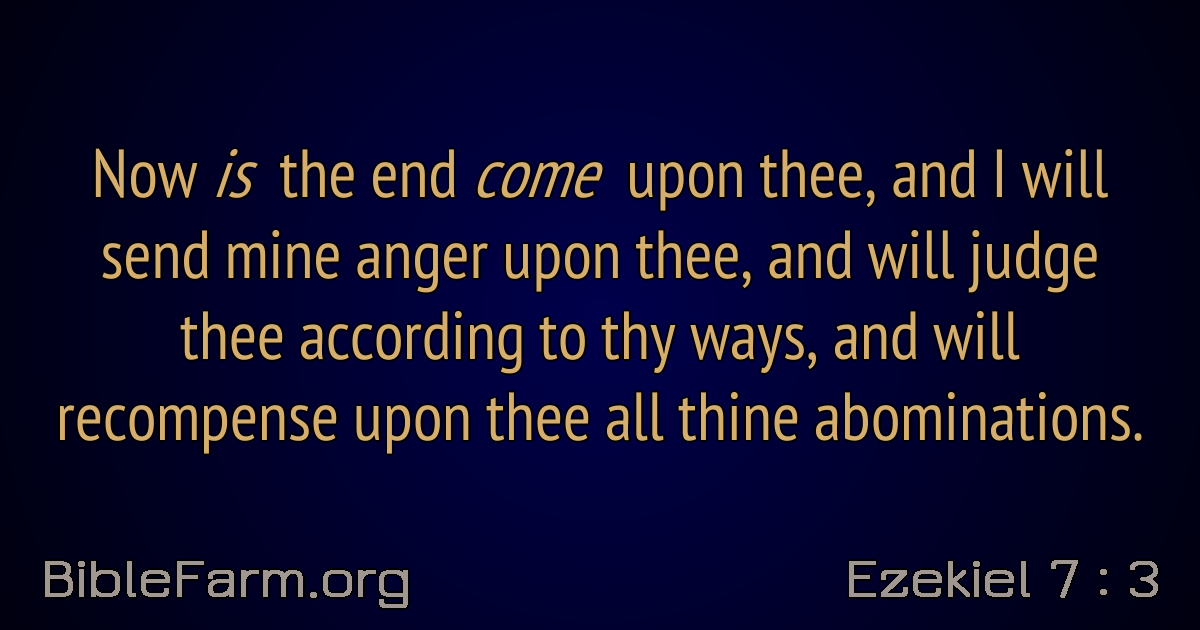 Now is the end come upon thee, and I will
send mine anger upon thee, and will judge
thee according to thy ways, and will
recompense upon thee all thine abominations.
BibleFarm.org
Ezekiel 7 : 3